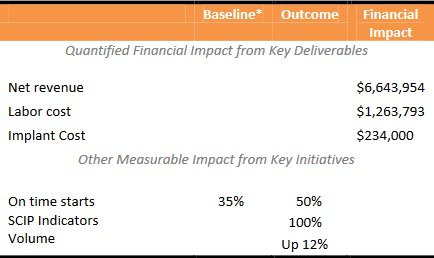 Baseline* Outcome Financial
Impact
Quantified Financial Impact from Key Deliverables
Net revenue $6,643,954
Labor cost $1,263,793
Implant Cost $234,000
Other Measurable Impact from Key Initiatives
On time starts 35% 50%
SCIP Indicators 100%
Volume Up 12%